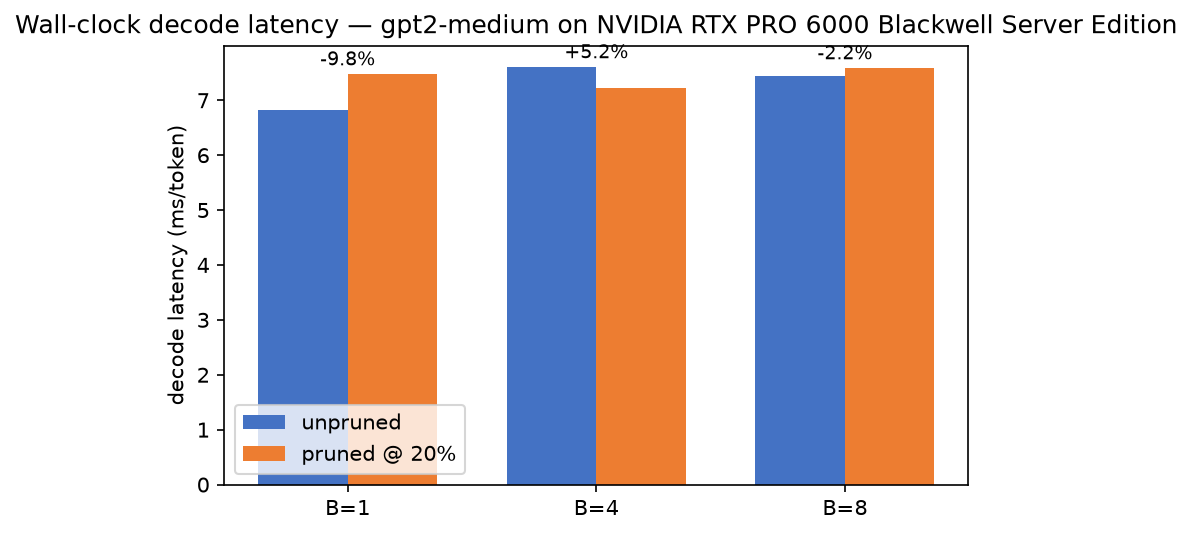 Wall-clock decode latency — gpt2-medium on NVIDIA RTX PRO 6000 Blackwell Server Edition
-9.8%
+5.2%
-2.2%
decode latency (ms/token)
7
6
5
4
3
2
1
0
unpruned
pruned @ 20%
B=1
B=4
B=8